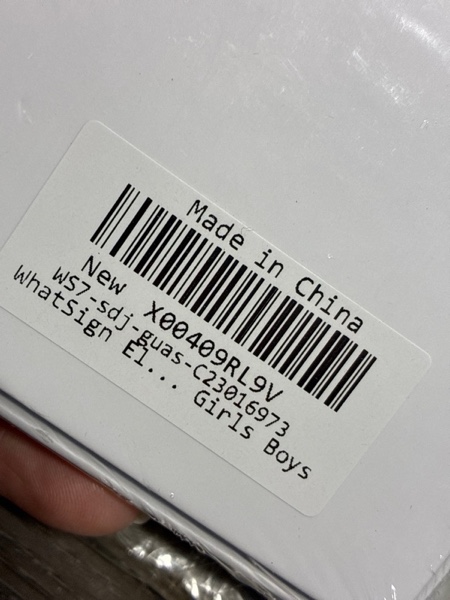 Made in China
New X00409RL9V
WS7-sdj-guas-C23016973
WhatSign El... Girls Boys